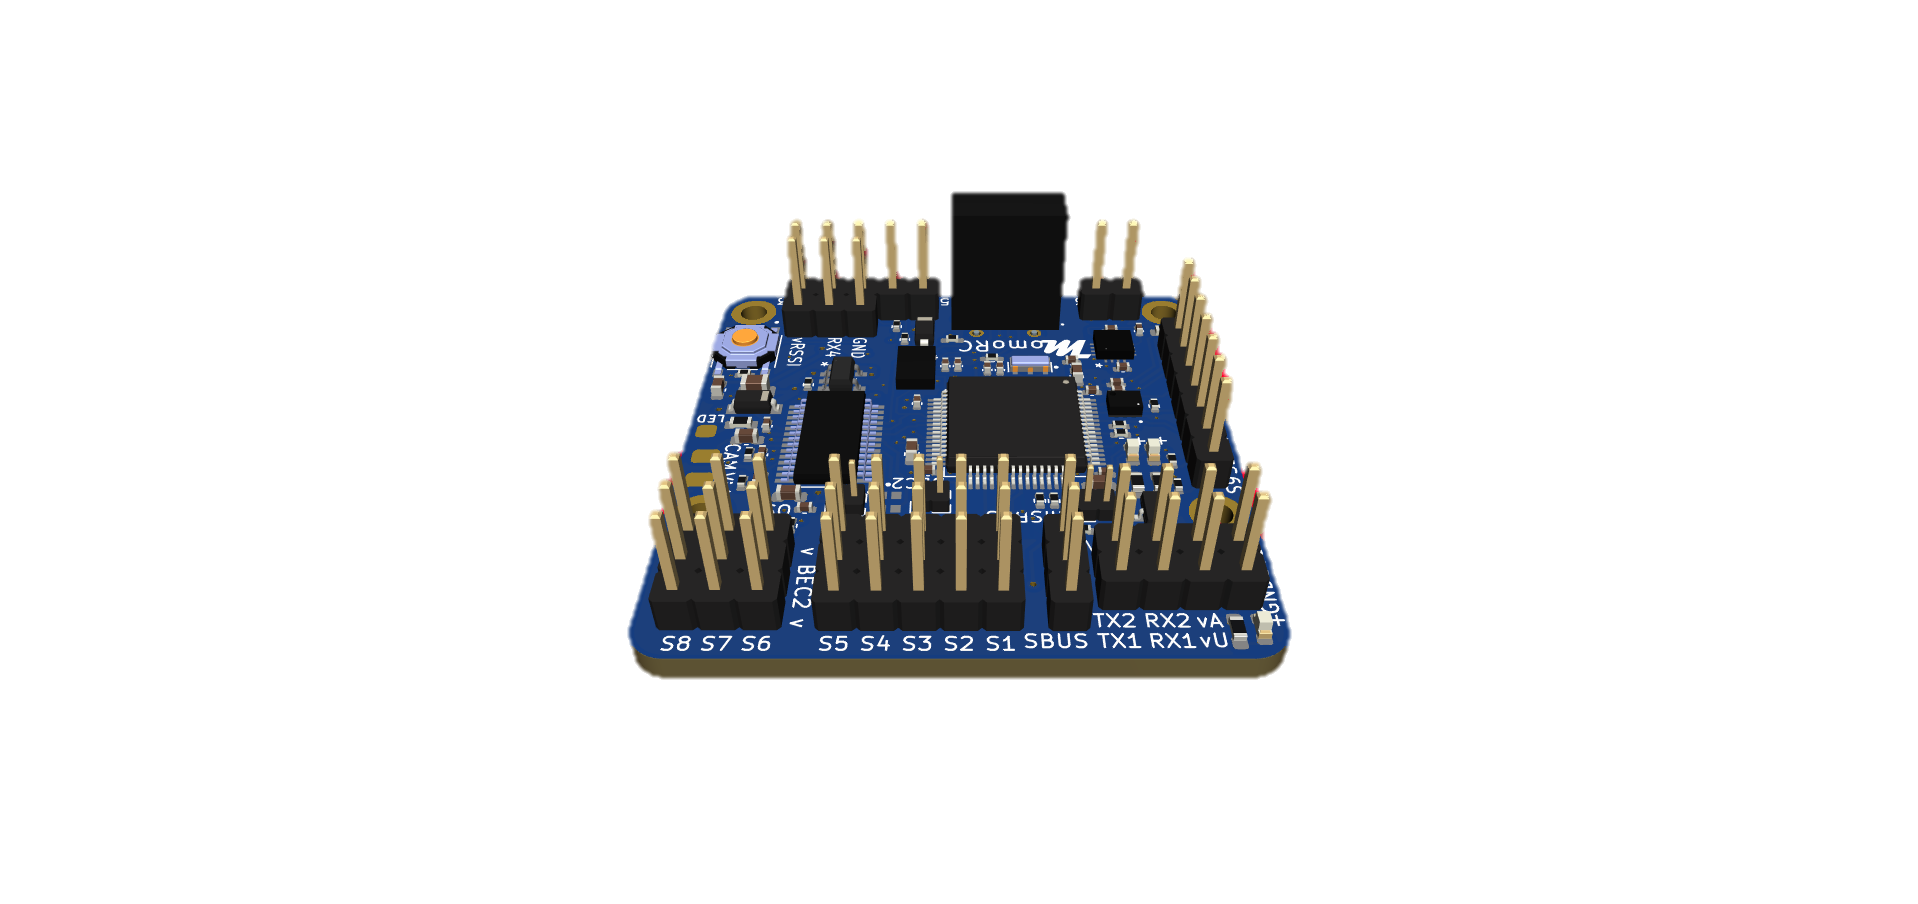 omoRC
VRSSI
RX4
GND
LED
v BEC2 v
TX2 RX2 vA
S8 S7 S6 S5 S4 S3 S2 S1 SBUS TX1 RX1 vU